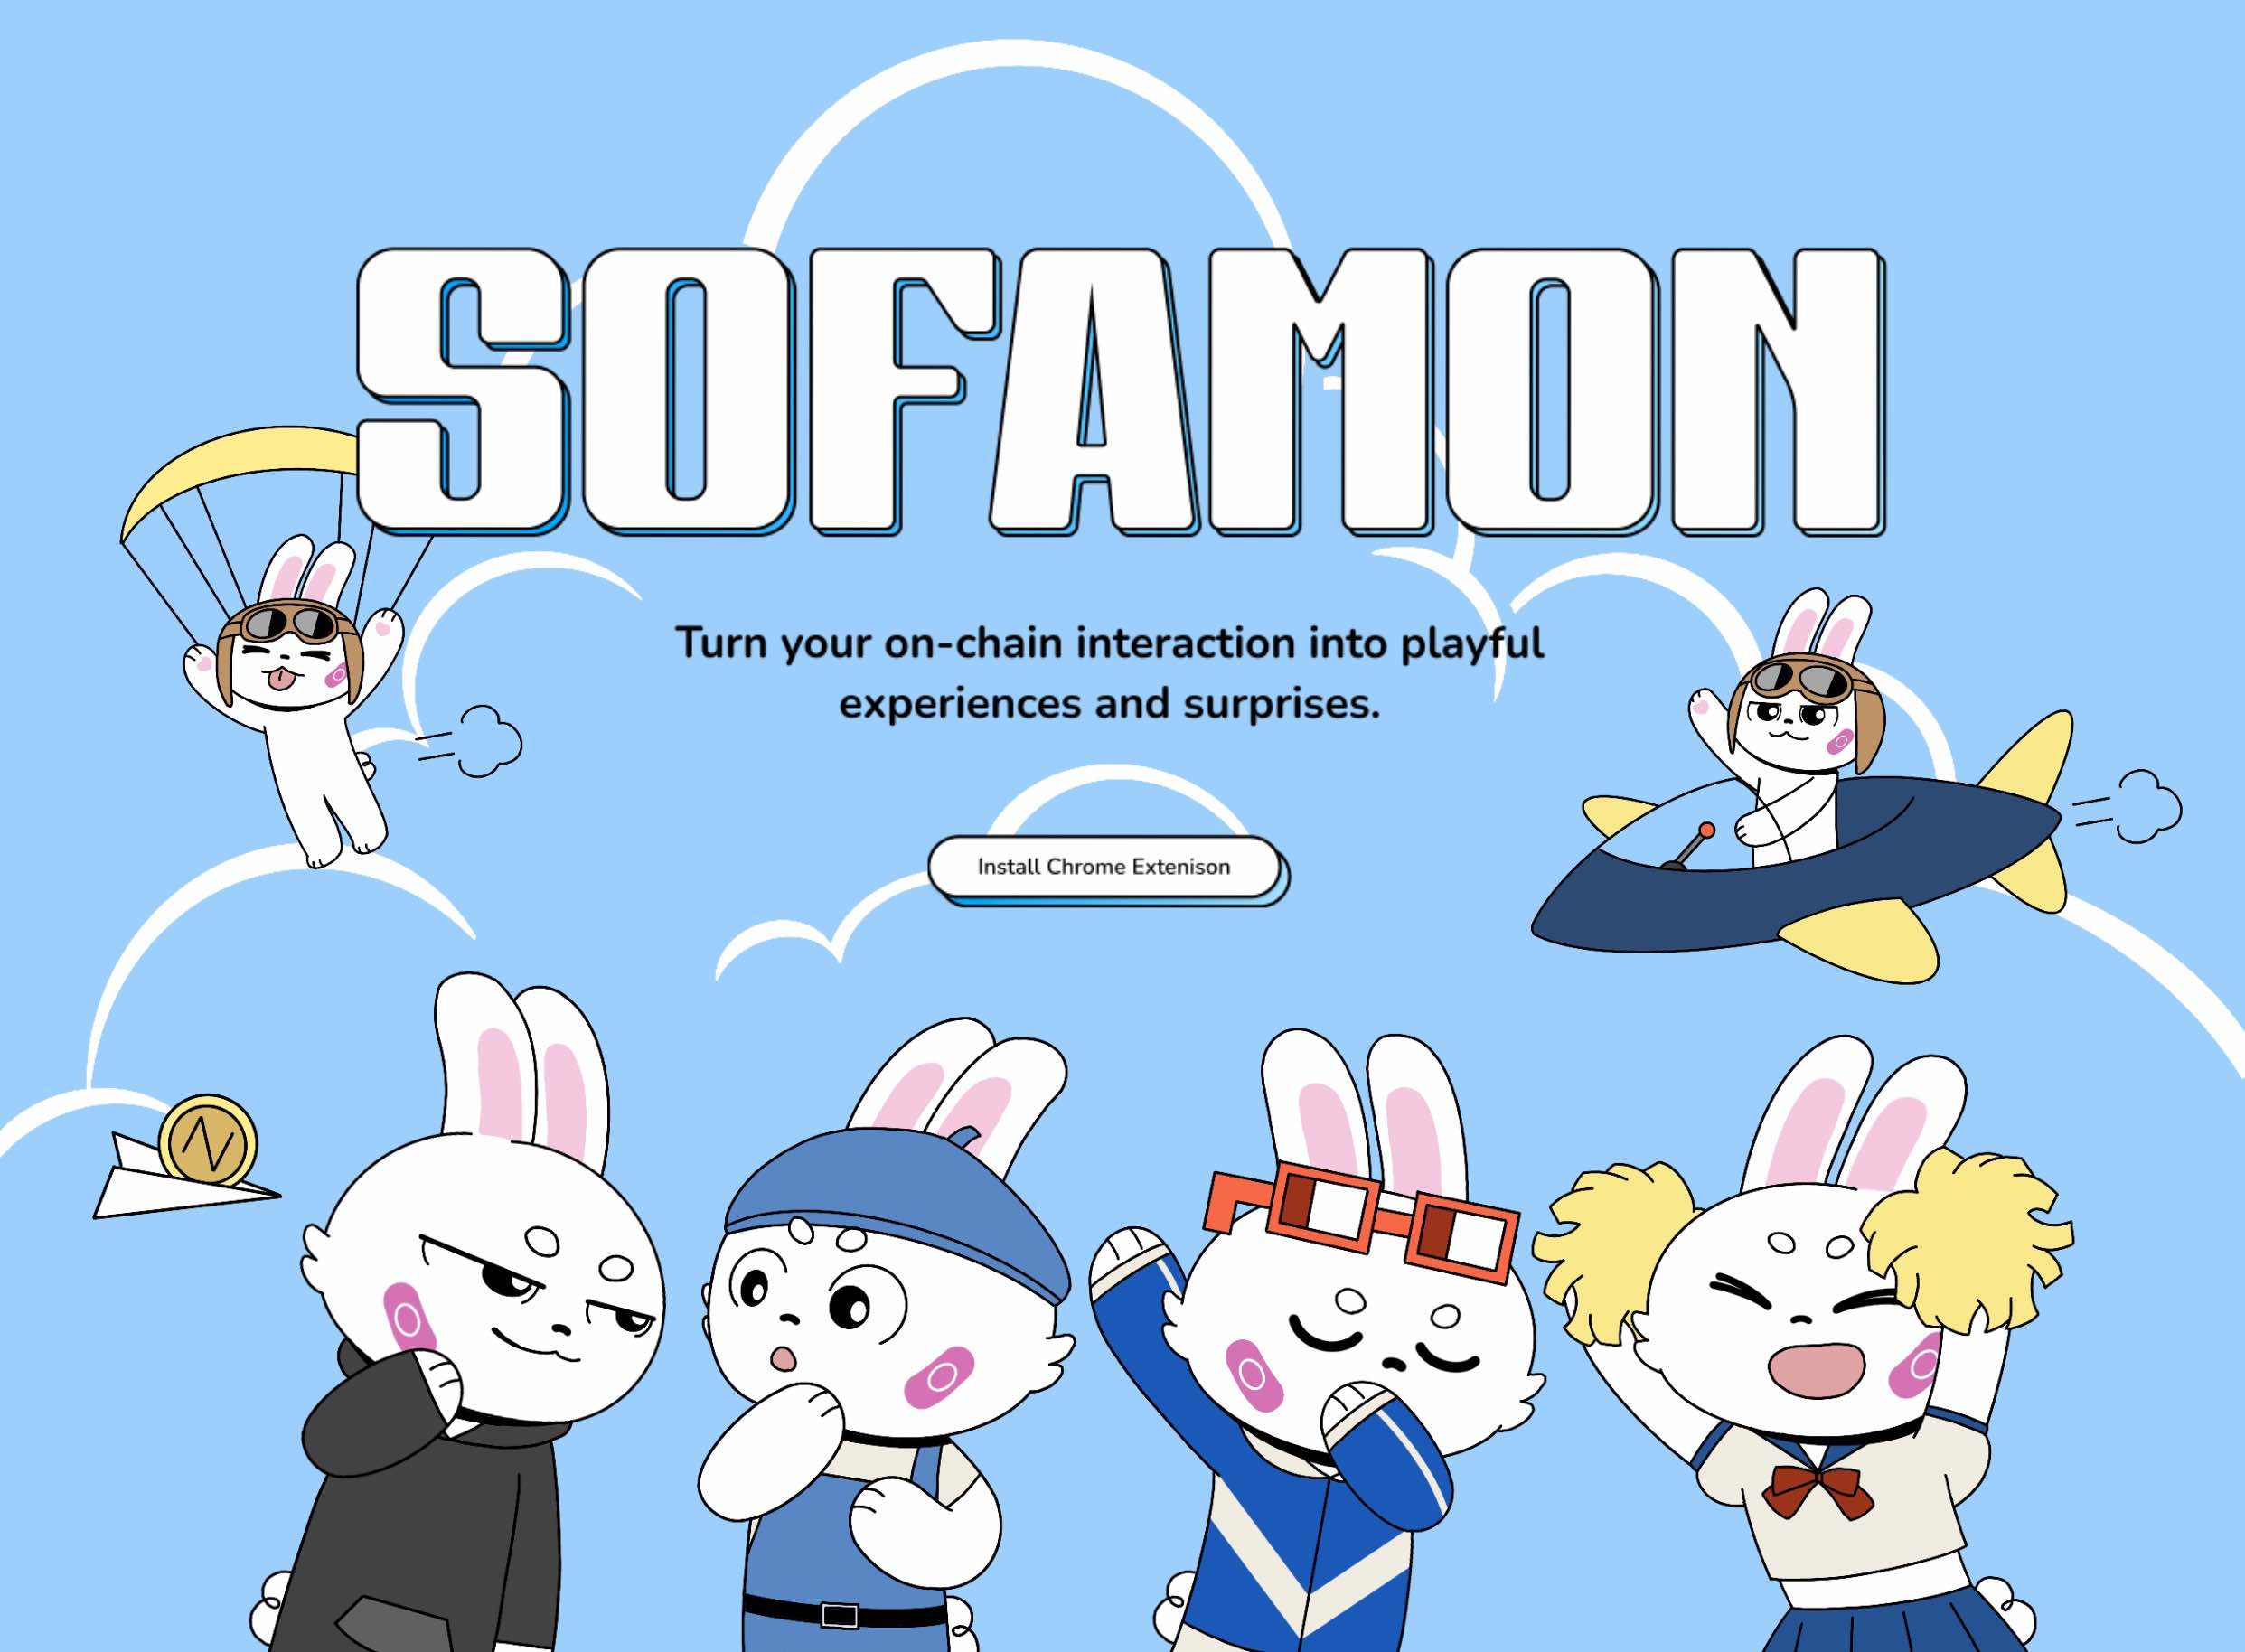 SOFAMON
Turn your on-chain interaction into playful
experiences and surprises.
Install Chrome Extenison
N